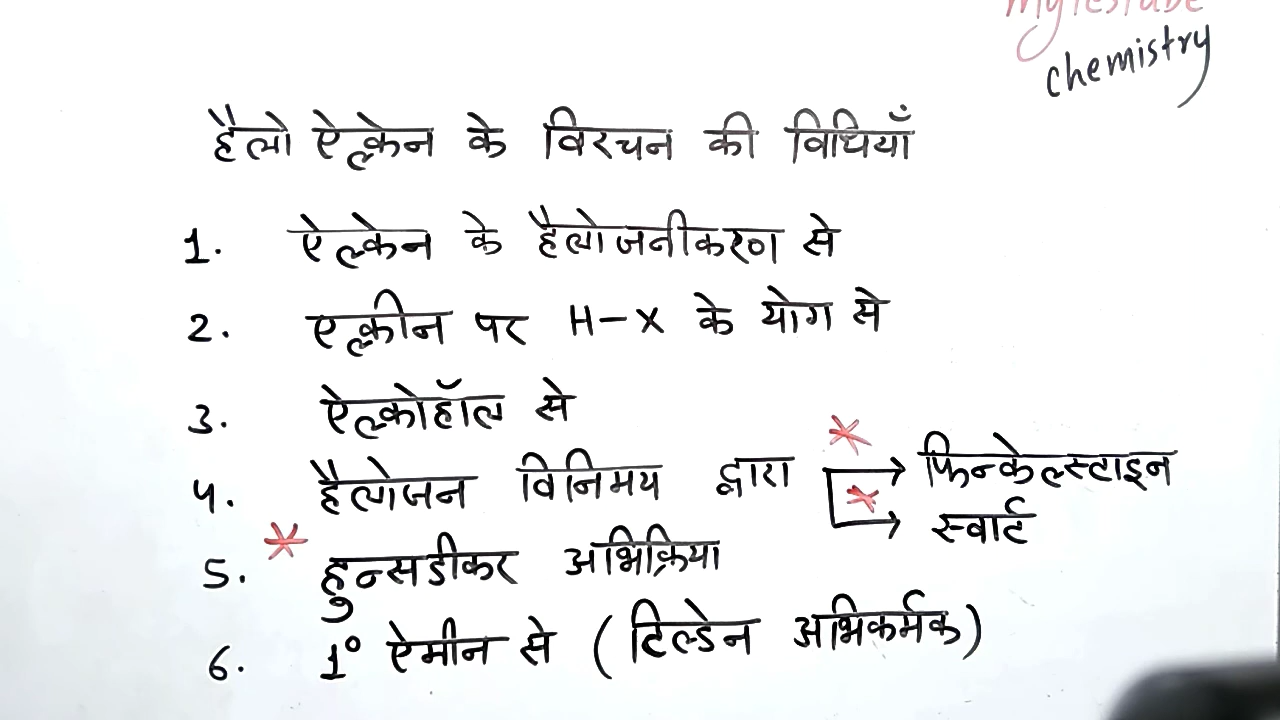 chemistry
हैलो ऐल्केन के विरचन की विधियाँ
1. ऐल्केन के हैलोजनीकरण से
2. एल्कीन पर H-X के योग से
3. ऐल्कोहॉल से
4. हैलोजन विनिमय द्वारा → फिन्केल्स्टाइन
→ स्वार्ट
5. * हुन्सडीकर अभिक्रिया
6. 1° ऐमीन से (टिल्डेन अभिकर्मक)